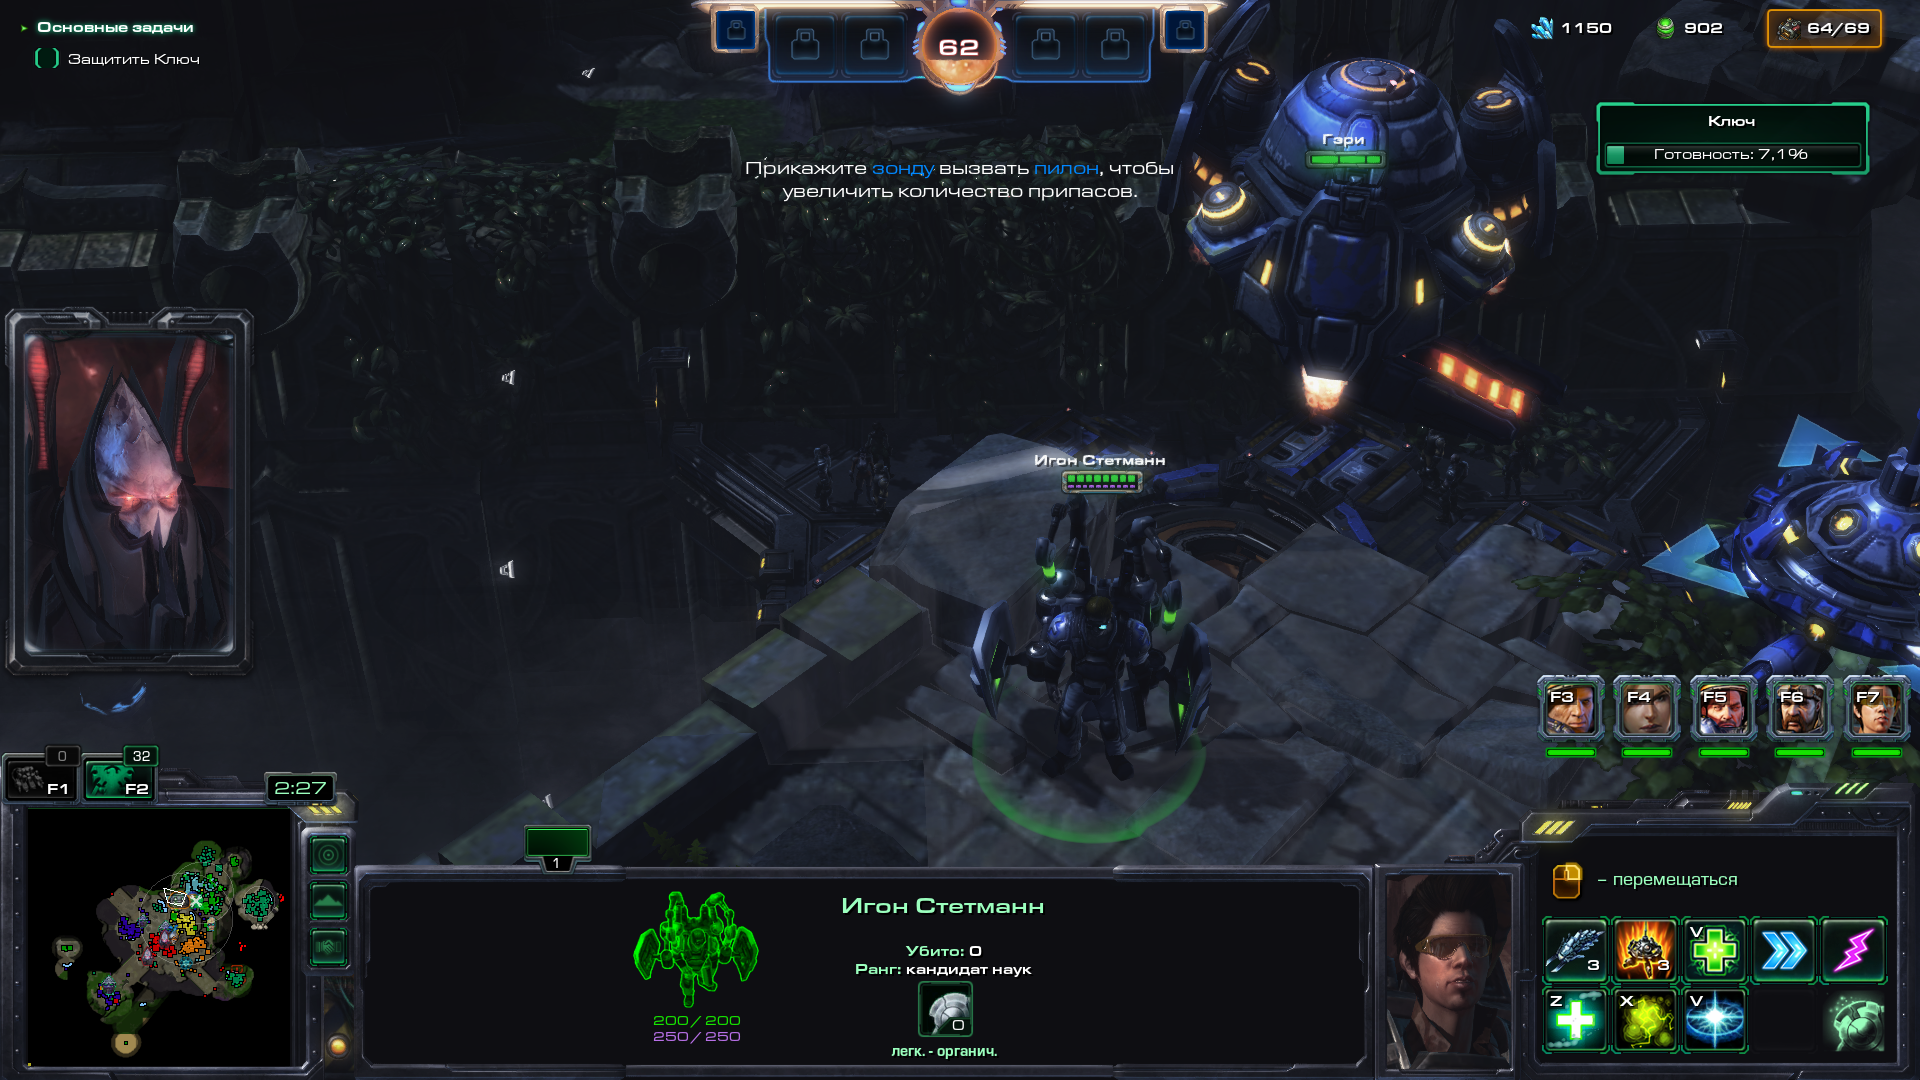 Основные задачи
Защитить Ключ
62
1150
902
64/69
Ключ
Готовность: 7,1%
Гэри
Прикажите зонду вызвать пилон, чтобы
увеличить количество припасов.
Игон Стетманн
F3
F4
F5
F6
F7
0
F1
32
F2
2:27
1
Игон Стетманн
Убито: 0
Ранг: кандидат наук
0
легк. - органич.
200/200
250/250
– перемещаться
3
3
V
Z
X
V